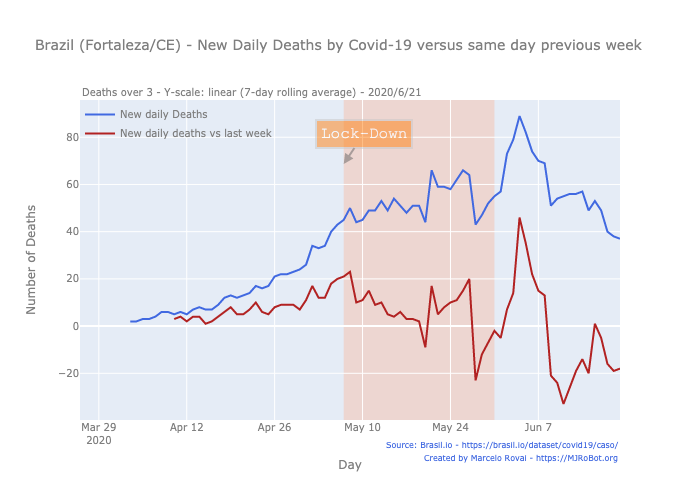 Brazil (Fortaleza/CE) - New Daily Deaths by Covid-19 versus same day previous week
Deaths over 3 - Y-scale: linear (7-day rolling average) - 2020/6/21
New daily Deaths
New daily deaths vs last week
Lock-Down
80
60
40
20
0
−20
Number of Deaths
Mar 29
2020
Apr 12
Apr 26
May 10
May 24
Jun 7
Day
Source: Brasil.io - https://brasil.io/dataset/covid19/caso/
Created by Marcelo Rovai - https://MJRoBot.org